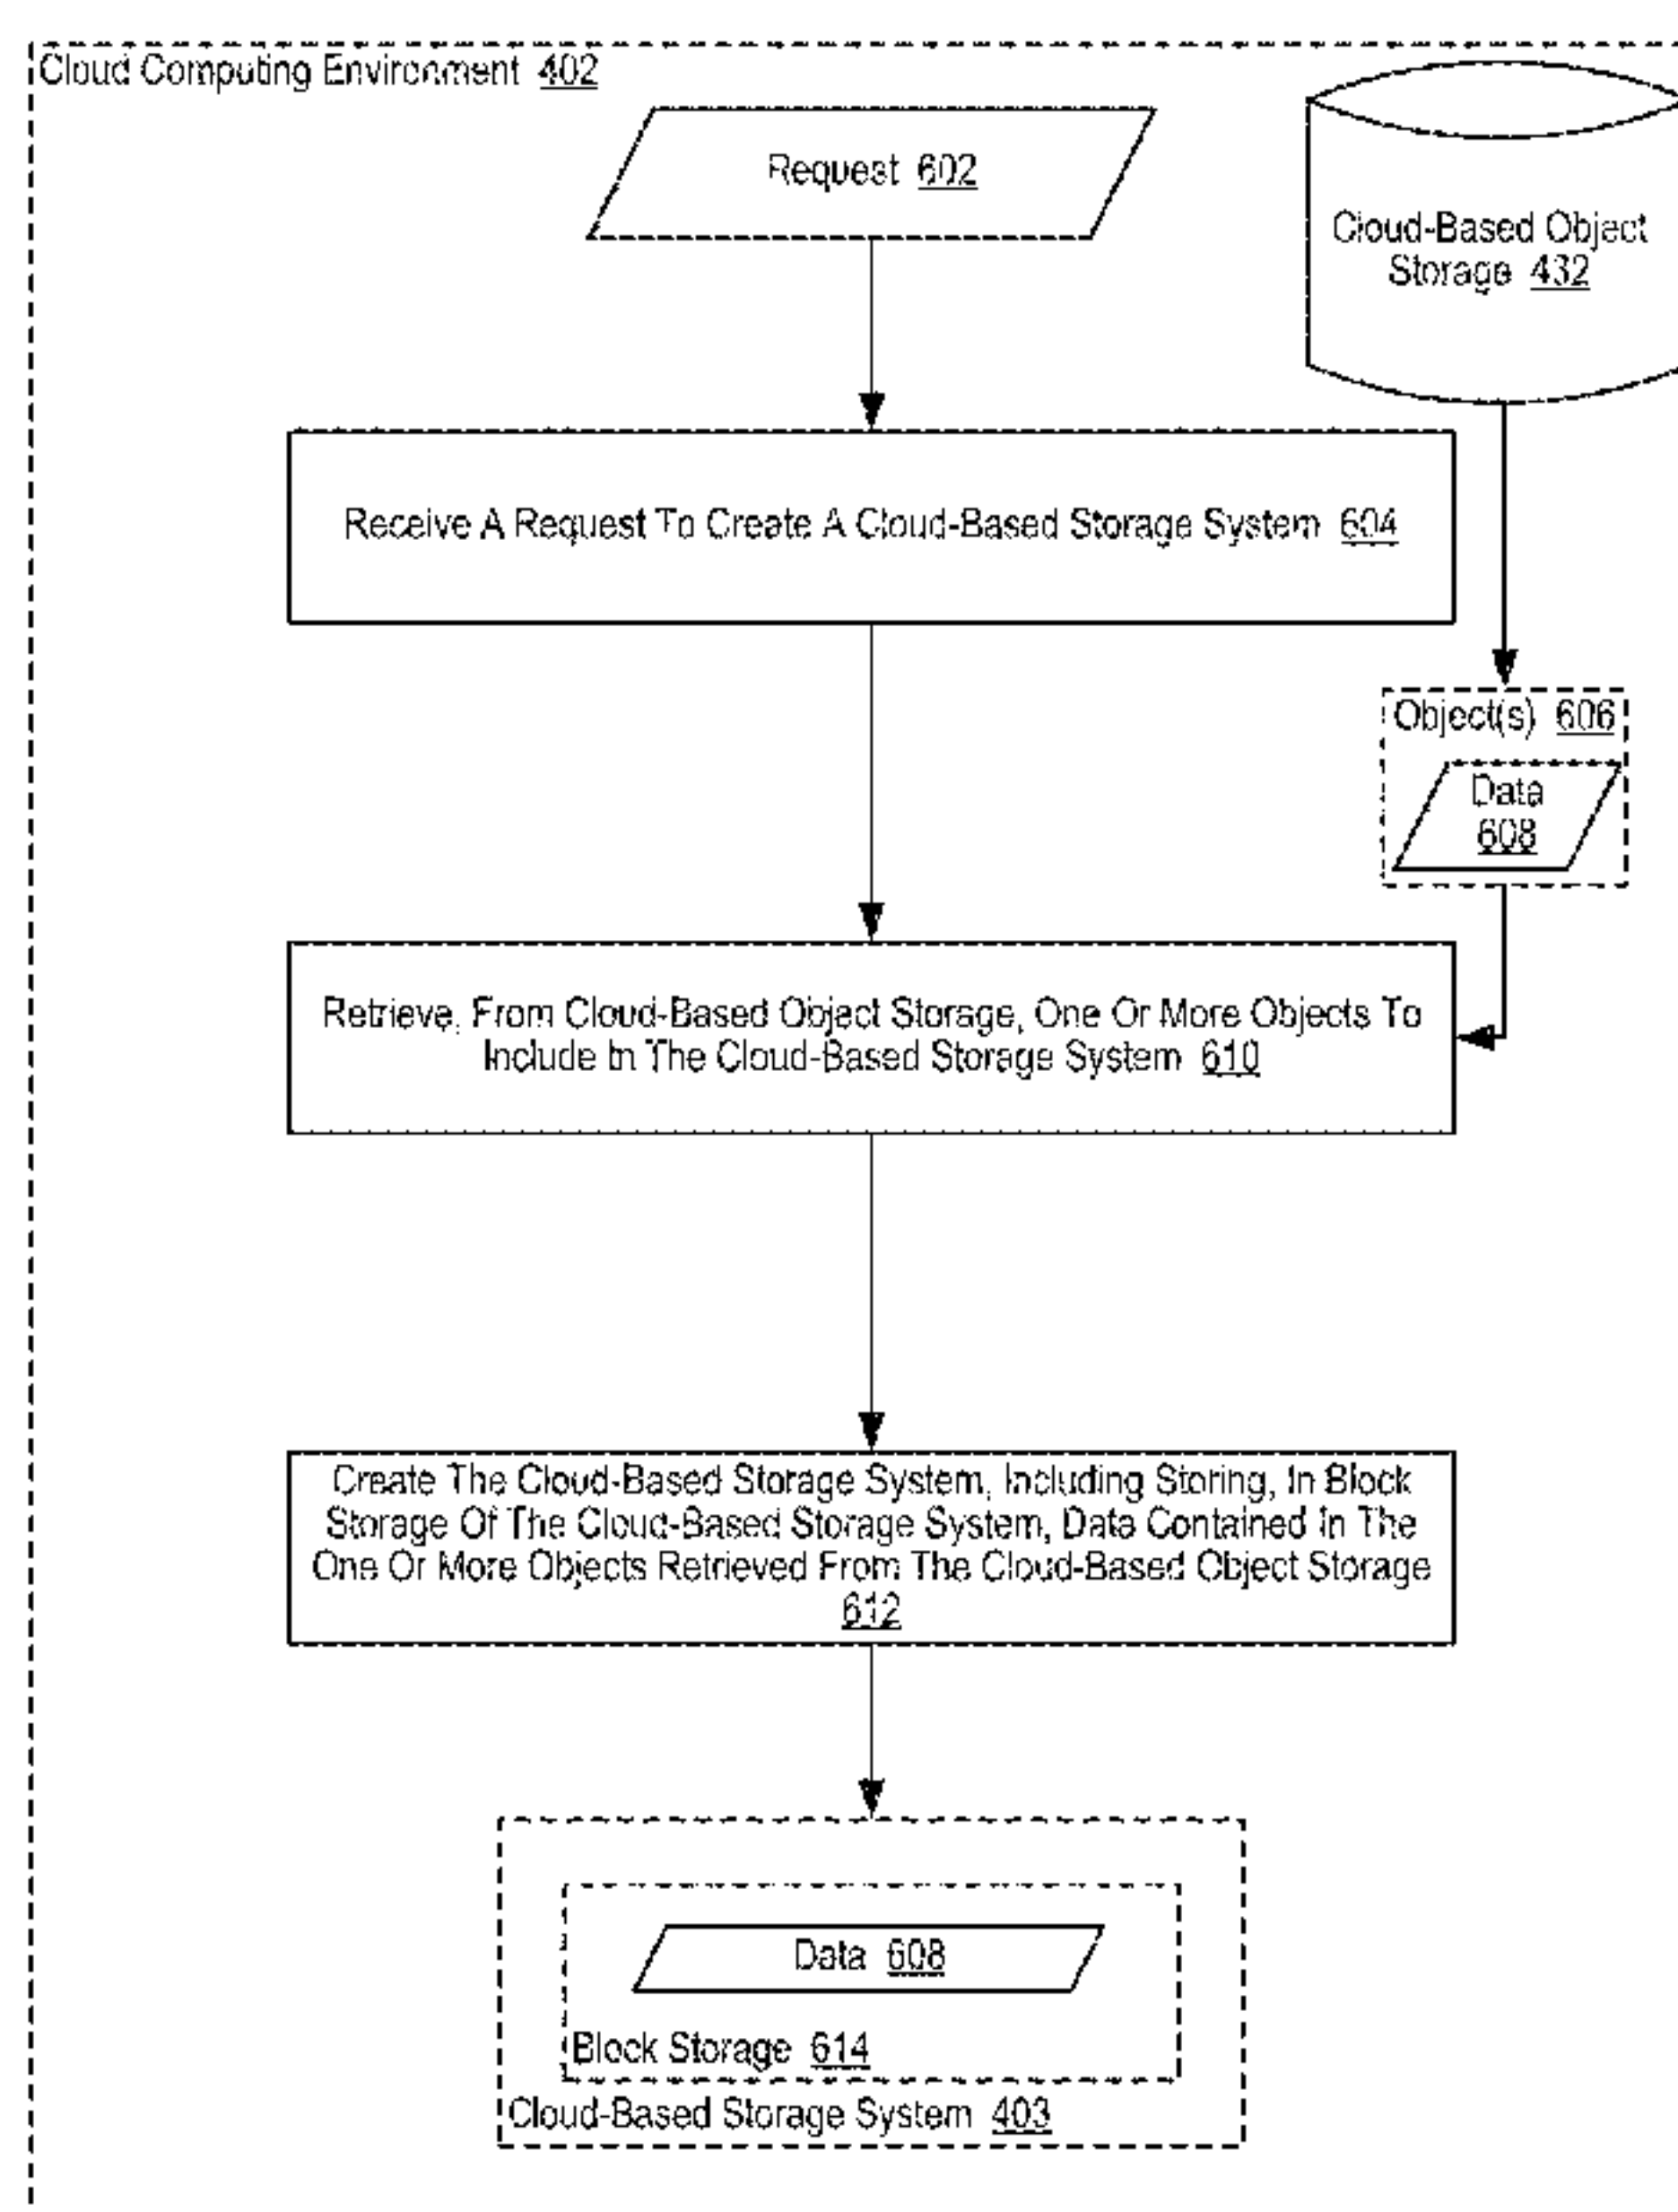 Cloud Computing Environment 402
Request 602
Cloud-Based Object
Storage 432
Receive A Request To Create A Cloud-Based Storage System 604
Object(s) 606
Data
608
Retrieve, From Cloud-Based Object Storage, One Or More Objects To
Include In The Cloud-Based Storage System 610
Create The Cloud-Based Storage System, Including Storing, In Block
Storage Of The Cloud-Based Storage System, Data Contained In The
One Or More Objects Retrieved From The Cloud-Based Object Storage
612
Data 608
Block Storage 614
Cloud-Based Storage System 403